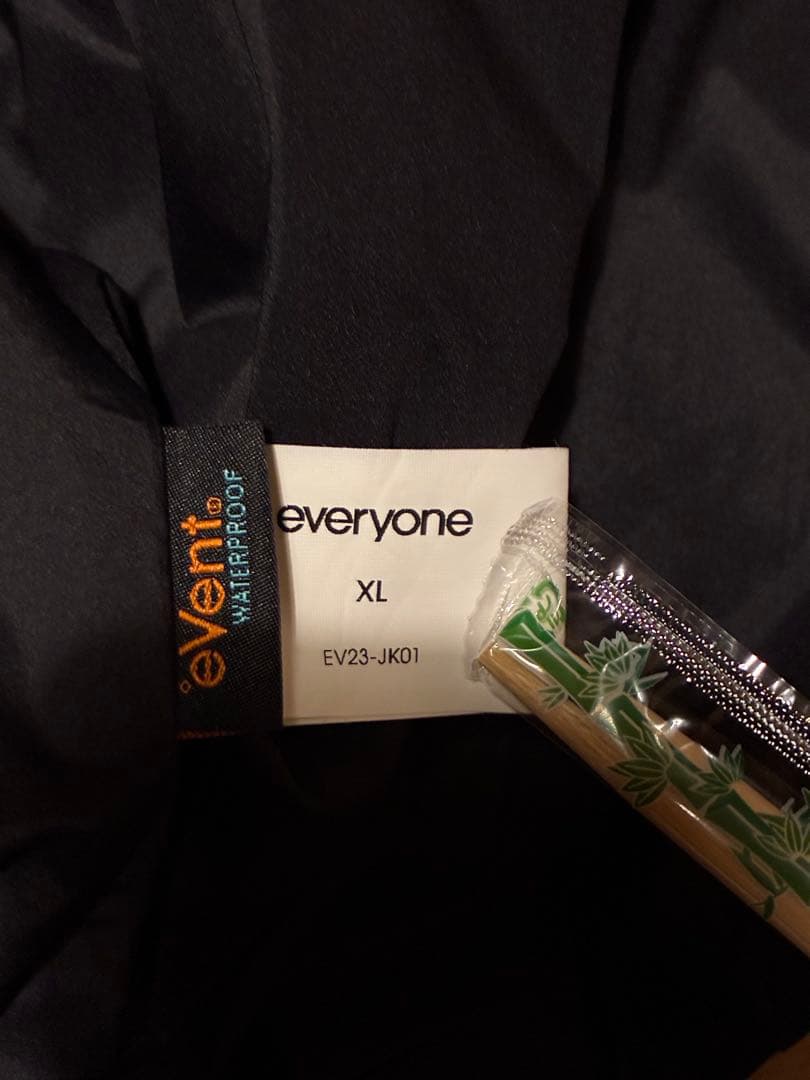 eVent®
WATERPROOF
everyone
XL
EV23-JK01